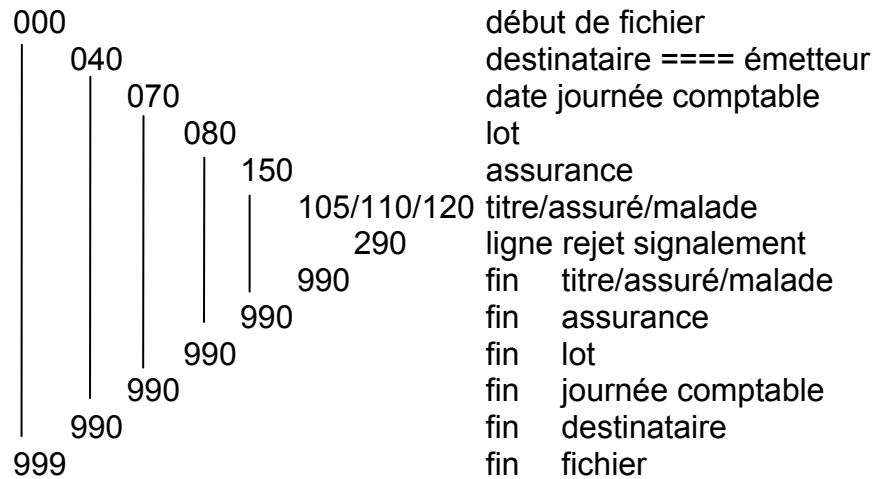 000 début de fichier
040 destinataire ==== émetteur
070 date journée comptable
080 lot
150 assurance
105/110/120 titre/assuré/malade
290 ligne rejet signalement
990 fin titre/assuré/malade
990 fin assurance
990 fin lot
990 fin journée comptable
990 fin destinataire
999 fin fichier